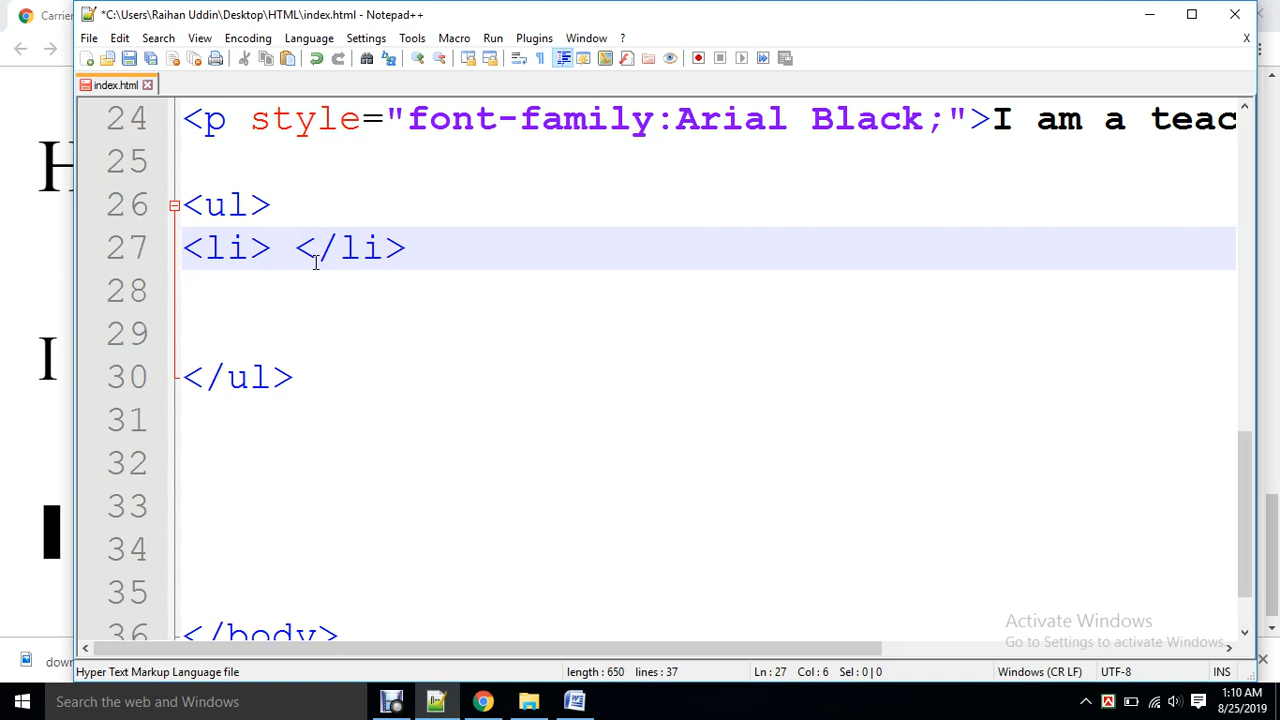 Carrier
*C:\Users\Raihan Uddin\Desktop\HTML\index.html - Notepad++
File Edit Search View Encoding Language Settings Tools Macro Run Plugins Window ? X
index.html
24 <p style="font-family:Arial Black;">I am a teac
25
26 <ul>
27 <li> </li>
28
29
30 </ul>
31
32
33
34
35
36 </body>
H
I
Activate Windows
Go to Settings to activate Windows.
dow
Hyper Text Markup Language file length: 650 lines: 37 Ln: 27 Col: 6 Sel: 0 | 0 Windows (CR LF) UTF-8 INS
Search the web and Windows
1:10 AM
8/25/2019